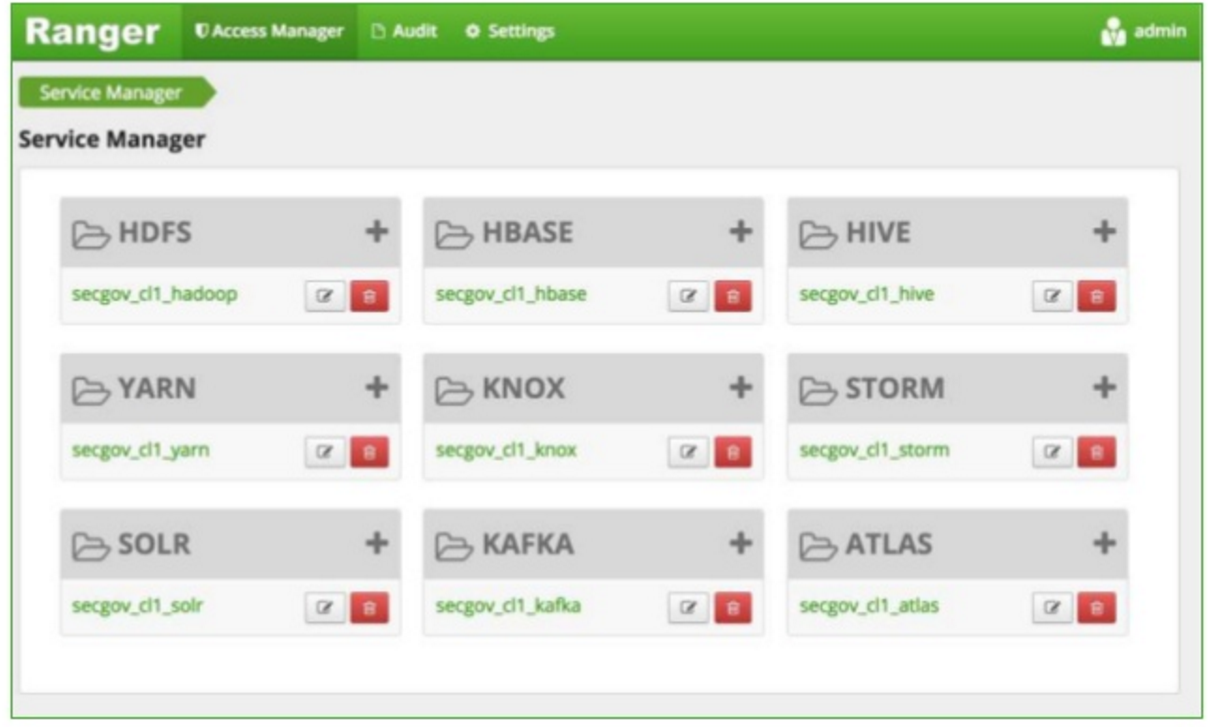 Ranger Access Manager Audit Settings admin
Service Manager
Service Manager
HDFS + HBASE + HIVE +
secgov_cl1_hadoop secgov_cl1_hbase secgov_cl1_hive
YARN + KNOX + STORM +
secgov_cl1_yarn secgov_cl1_knox secgov_cl1_storm
SOLR + KAFKA + ATLAS +
secgov_cl1_solr secgov_cl1_kafka secgov_cl1_atlas